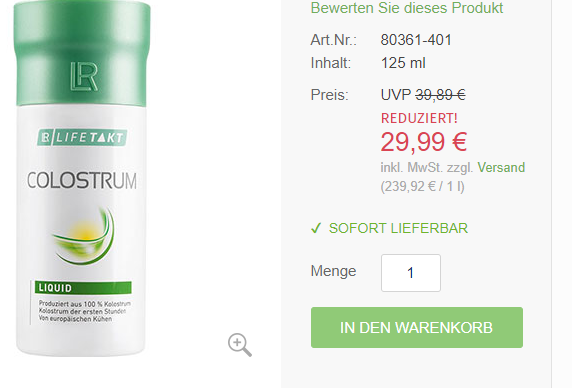 LR
LR LIFETAKT
COLOSTRUM
LIQUID
Produziert aus 100 % Kolostrum
Kolostrum der ersten Stunden
Von europäischen Kühen
Bewerten Sie dieses Produkt
Art.Nr.: 80361-401
Inhalt: 125 ml
Preis: UVP 39,89 €
REDUZIERT!
29,99 €
inkl. MwSt. zzgl. Versand
(239,92 € / 1 l)
✓ SOFORT LIEFERBAR
Menge 1
IN DEN WARENKORB